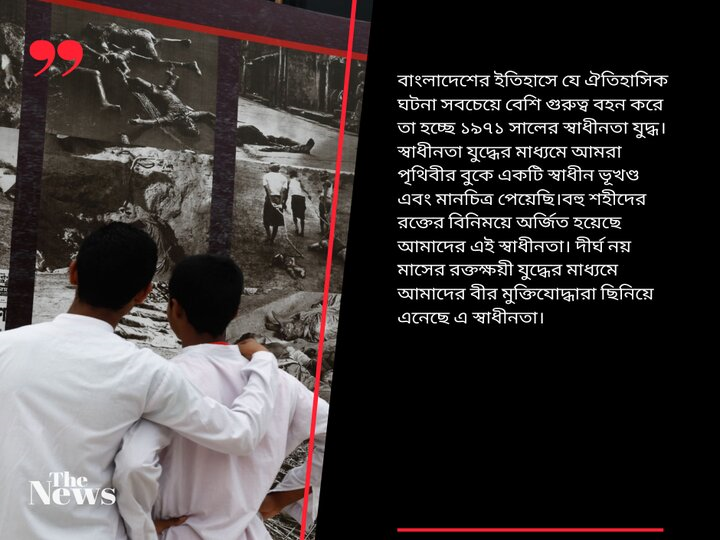 বাংলাদেশের ইতিহাসে যে ঐতিহাসিক
ঘটনা সবচেয়ে বেশি গুরুত্ব বহন করে
তা হচ্ছে ১৯৭১ সালের স্বাধীনতা যুদ্ধ।
স্বাধীনতা যুদ্ধের মাধ্যমে আমরা
পৃথিবীর বুকে একটি স্বাধীন ভূখণ্ড
এবং মানচিত্র পেয়েছি।বহু শহীদের
রক্তের বিনিময়ে অর্জিত হয়েছে
আমাদের এই স্বাধীনতা। দীর্ঘ নয়
মাসের রক্তক্ষয়ী যুদ্ধের মাধ্যমে
আমাদের বীর মুক্তিযোদ্ধারা ছিনিয়ে
এনেছে এ স্বাধীনতা।
The
News